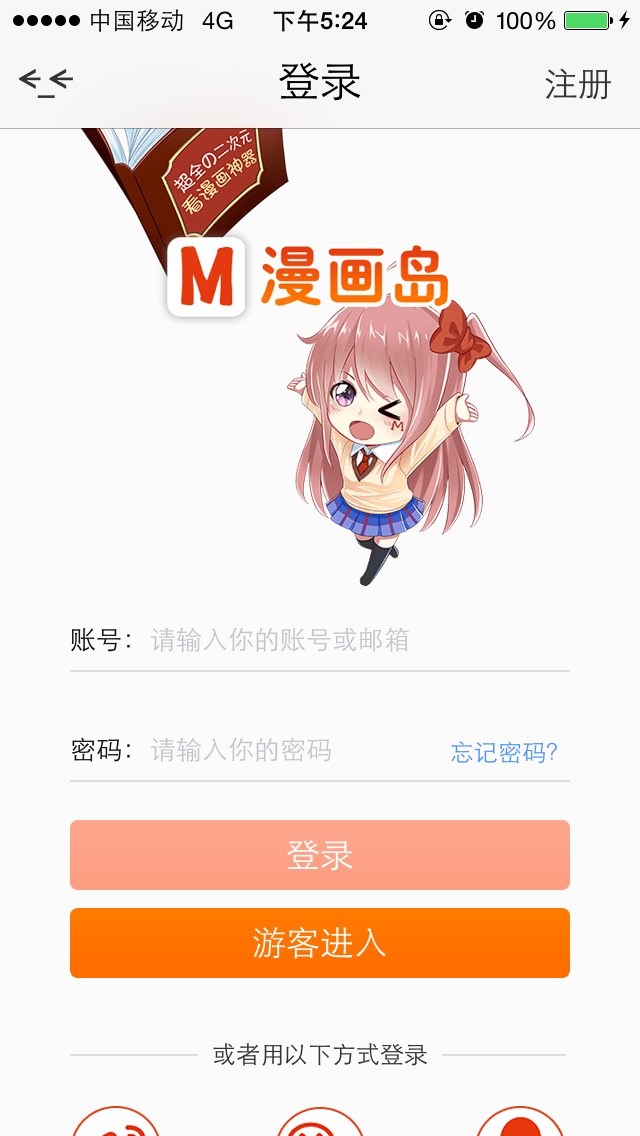 中国移动 4G 下午5:24 100%
登录 注册
超全の二次元
看漫画神器
M 漫画岛
M
账号： 请输入你的账号或邮箱
密码： 请输入你的密码 忘记密码?
登录
游客进入
或者用以下方式登录